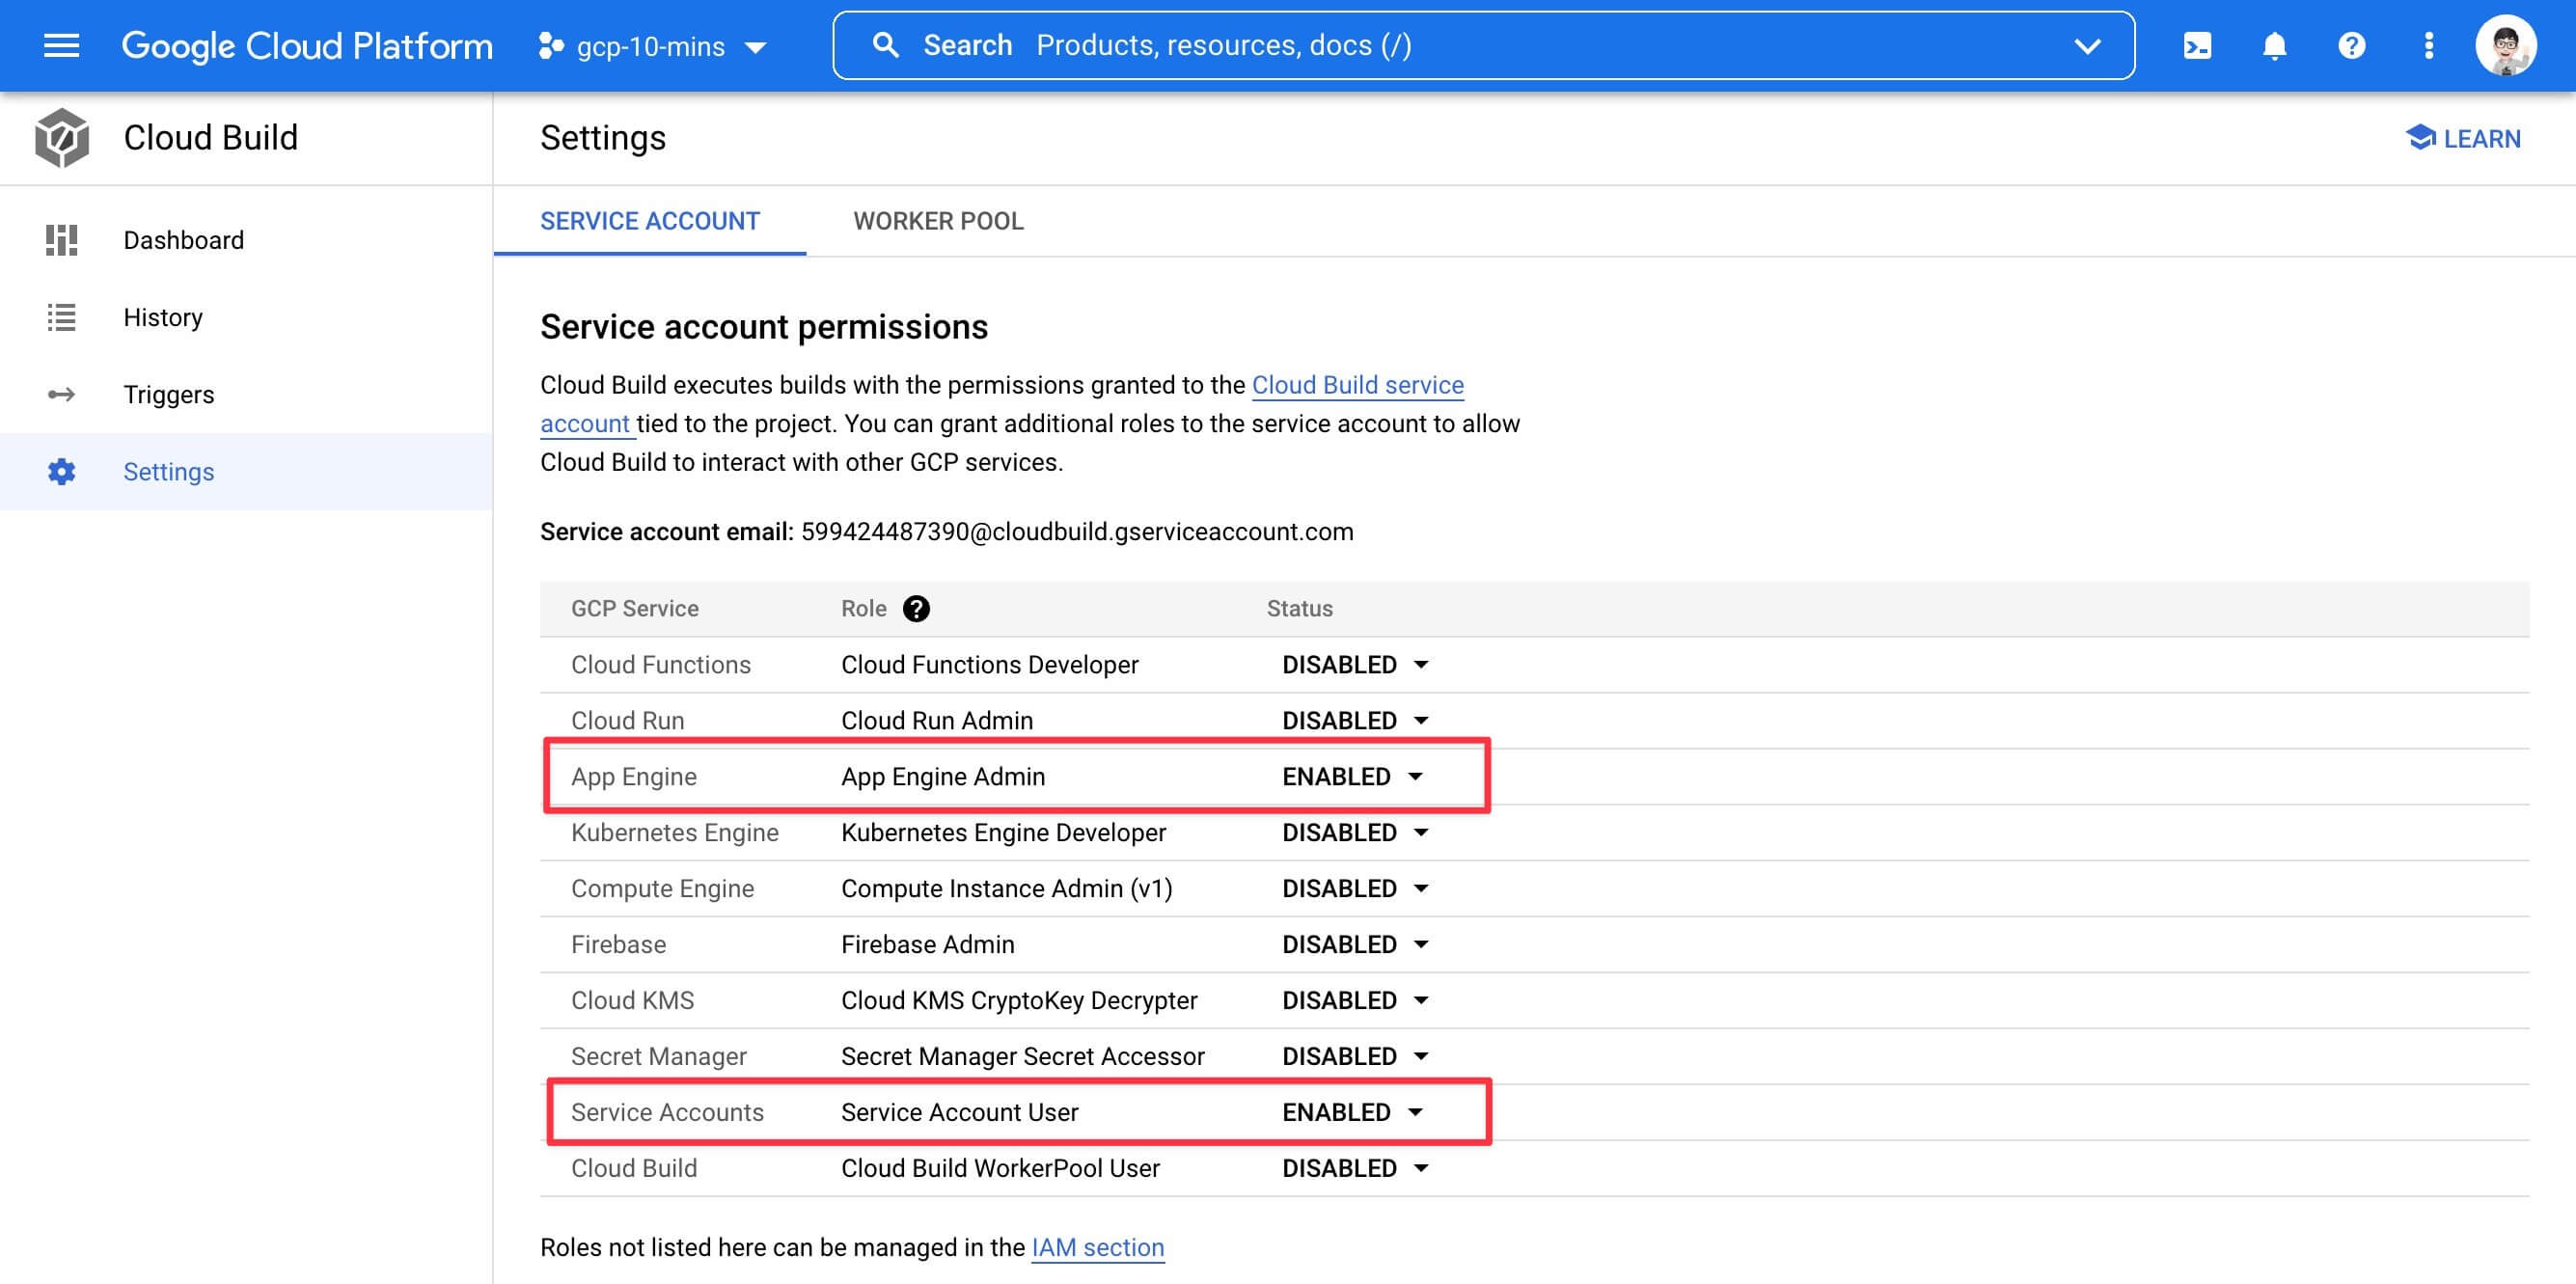 Google Cloud Platform gcp-10-mins Search Products, resources, docs (/)
Cloud Build
Settings
LEARN
Dashboard
History
Triggers
Settings
SERVICE ACCOUNT WORKER POOL
Service account permissions
Cloud Build executes builds with the permissions granted to the Cloud Build service
account tied to the project. You can grant additional roles to the service account to allow
Cloud Build to interact with other GCP services.
Service account email: 599424487390@cloudbuild.gserviceaccount.com
GCP Service Role Status
Cloud Functions Cloud Functions Developer DISABLED
Cloud Run Cloud Run Admin DISABLED
App Engine App Engine Admin ENABLED
Kubernetes Engine Kubernetes Engine Developer DISABLED
Compute Engine Compute Instance Admin (v1) DISABLED
Firebase Firebase Admin DISABLED
Cloud KMS Cloud KMS CryptoKey Decrypter DISABLED
Secret Manager Secret Manager Secret Accessor DISABLED
Service Accounts Service Account User ENABLED
Cloud Build Cloud Build WorkerPool User DISABLED
Roles not listed here can be managed in the IAM section